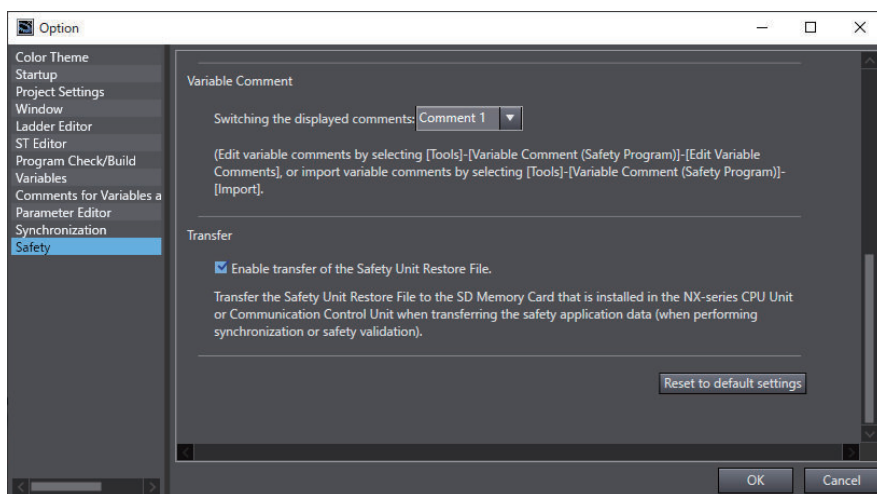 Option
Color Theme
Startup
Project Settings
Window
Ladder Editor
ST Editor
Program Check/Build
Variables
Comments for Variables a
Parameter Editor
Synchronization
Safety
Variable Comment
Switching the displayed comments: Comment 1
(Edit variable comments by selecting [Tools]-[Variable Comment (Safety Program)]-[Edit Variable
Comments], or import variable comments by selecting [Tools]-[Variable Comment (Safety Program)]-
[Import].
Transfer
Enable transfer of the Safety Unit Restore File.
Transfer the Safety Unit Restore File to the SD Memory Card that is installed in the NX-series CPU Unit
or Communication Control Unit when transferring the safety application data (when performing
synchronization or safety validation).
Reset to default settings
OK
Cancel